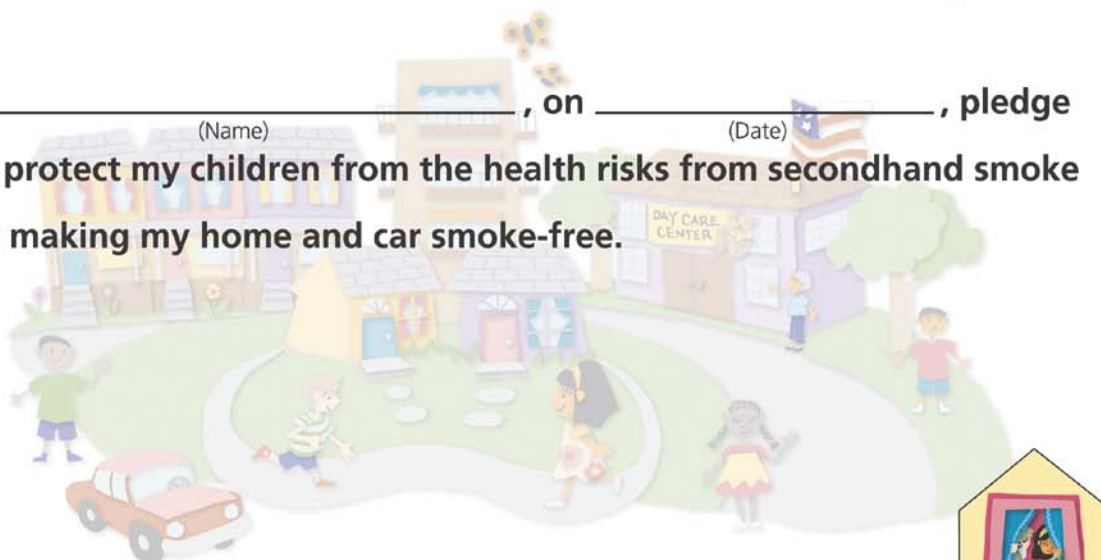 , on , pledge
(Name) (Date)
protect my children from the health risks from secondhand smoke
making my home and car smoke-free.
DAY CARE
CENTER